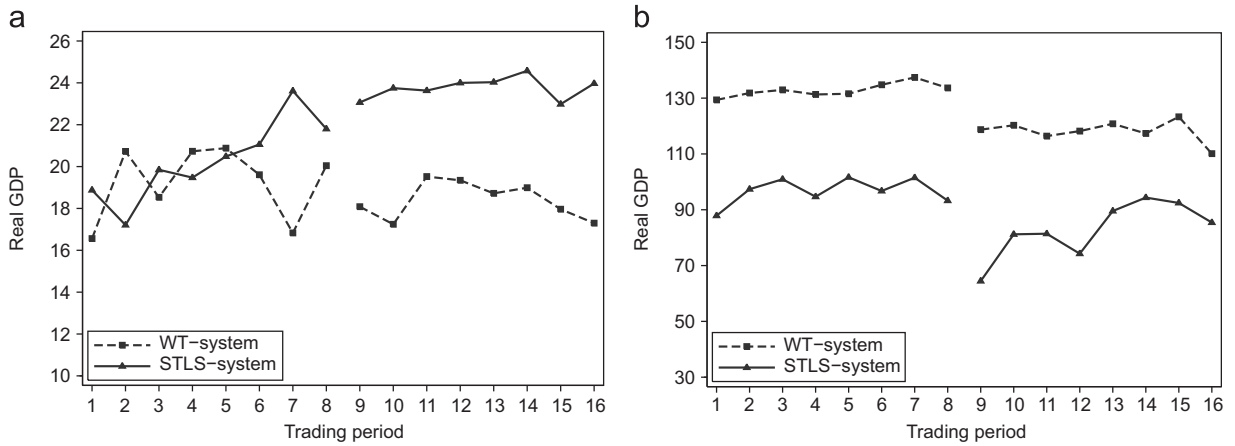 a
Real GDP
26
24
22
20
18
16
14
12
10
WT-system
STLS-system
1 2 3 4 5 6 7 8 9 10 11 12 13 14 15 16
Trading period
b
Real GDP
150
130
110
90
70
50
30
WT-system
STLS-system
1 2 3 4 5 6 7 8 9 10 11 12 13 14 15 16
Trading period